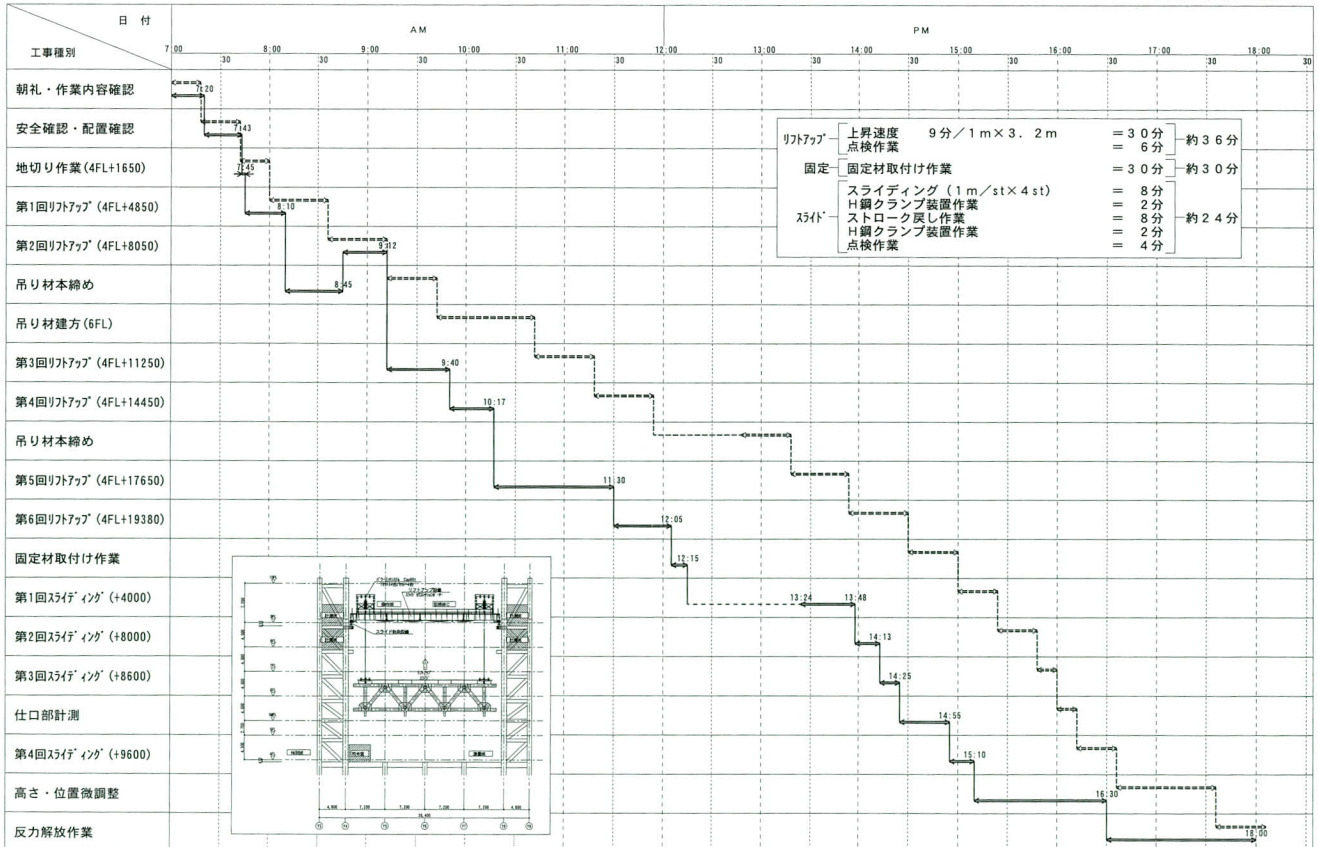 日 付
工事種別
AM
PM
7:00 8:00 9:00 10:00 11:00 12:00 13:00 14:00 15:00 16:00 17:00 18:00
30 30 30 30 30 30 30 30 30 30 30 30
朝礼・作業内容確認
7:20
安全確認・配置確認
7:43
地切り作業(4FL+1650)
7:45
第1回リフトアップ(4FL+4850)
8:10
第2回リフトアップ(4FL+8050)
9:12
吊り材本締め
8:45
吊り材建方(6FL)
第3回リフトアップ(4FL+11250)
9:40
第4回リフトアップ(4FL+14450)
10:17
吊り材本締め
第5回リフトアップ(4FL+17650)
11:30
第6回リフトアップ(4FL+19380)
12:05
固定材取付け作業
12:15
第1回スライディング(+4000)
13:24 13:48
第2回スライディング(+8000)
14:13
第3回スライディング(+8600)
14:25
仕口部計測
14:55
第4回スライディング(+9600)
15:10
高さ・位置微調整
16:30
反力解放作業
18:00
リフトアップ 上昇速度 9分/1m×3.2m =30分 約36分
点検作業 = 6分
固定 固定材取付け作業 =30分 約30分
スライド スライディング(1m/st×4st) = 8分 約24分
H鋼クランプ装置作業 = 2分
ストローク戻し作業 = 8分
H鋼クランプ装置作業 = 2分
点検作業 = 4分
4,800 7,200 7,200 7,200 7,200 4,800